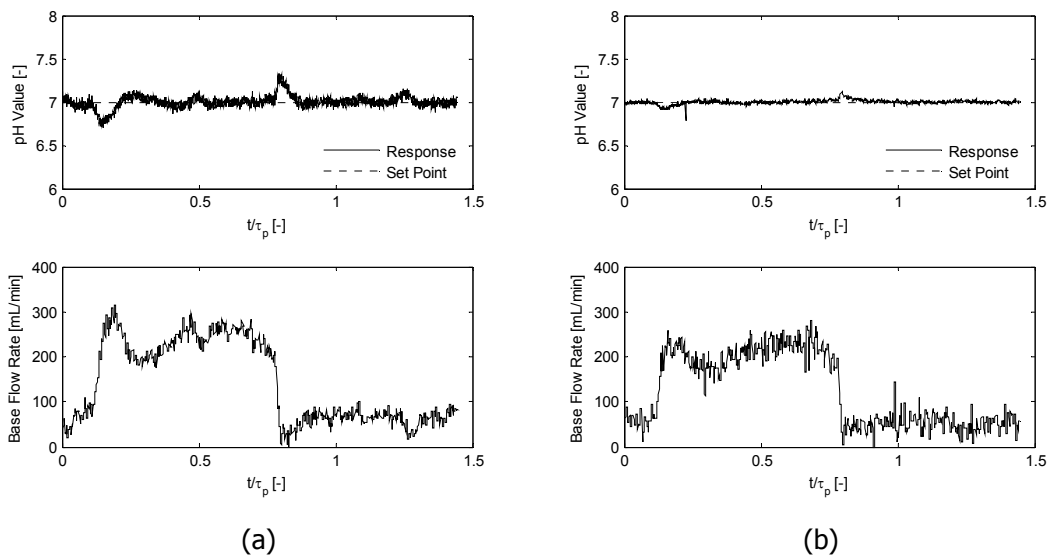 8
7.5
7
6.5
6
pH Value [-]
Response
Set Point
0 0.5 1 1.5
t/τp [-]
400
300
200
100
0
Base Flow Rate [mL/min]
0 0.5 1 1.5
t/τp [-]
(a)
8
7.5
7
6.5
6
pH Value [-]
Response
Set Point
0 0.5 1 1.5
t/τp [-]
400
300
200
100
0
Base Flow Rate [mL/min]
0 0.5 1 1.5
t/τp [-]
(b)